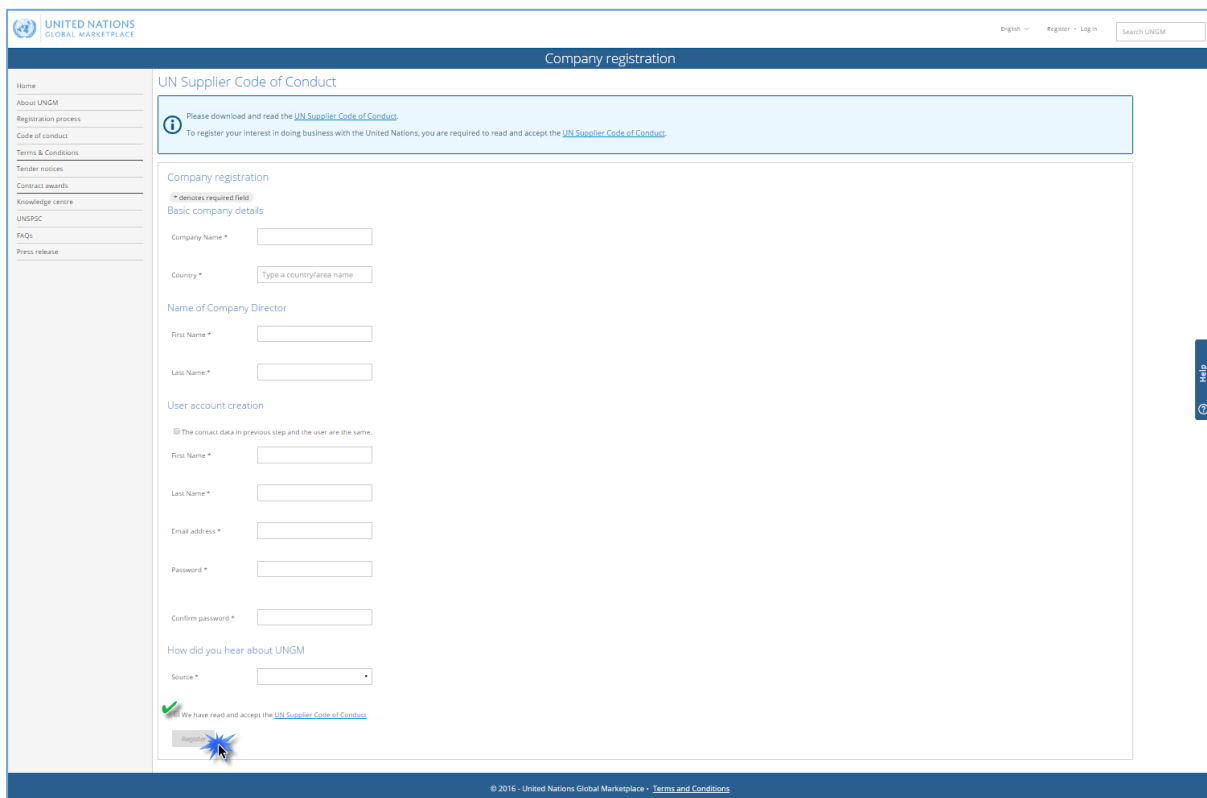 UNITED NATIONS
GLOBAL MARKETPLACE
English
Register • Log in
Search UNGM
Company registration
Home
About UNGM
Registration process
Code of conduct
Terms & Conditions
Tender notices
Contract awards
Knowledge centre
UNSPSC
FAQs
Press release
UN Supplier Code of Conduct
Please download and read the UN Supplier Code of Conduct.
To register your interest in doing business with the United Nations, you are required to read and accept the UN Supplier Code of Conduct.
Company registration
* denotes required field
Basic company details
Company Name *
Country * Type a country/area name
Name of Company Director
First Name *
Last Name *
User account creation
The contact data in previous step and the user are the same.
First Name *
Last Name *
Email address *
Password *
Confirm password *
How did you hear about UNGM
Source *
We have read and accept the UN Supplier Code of Conduct
Register
Help
© 2016 - United Nations Global Marketplace • Terms and Conditions